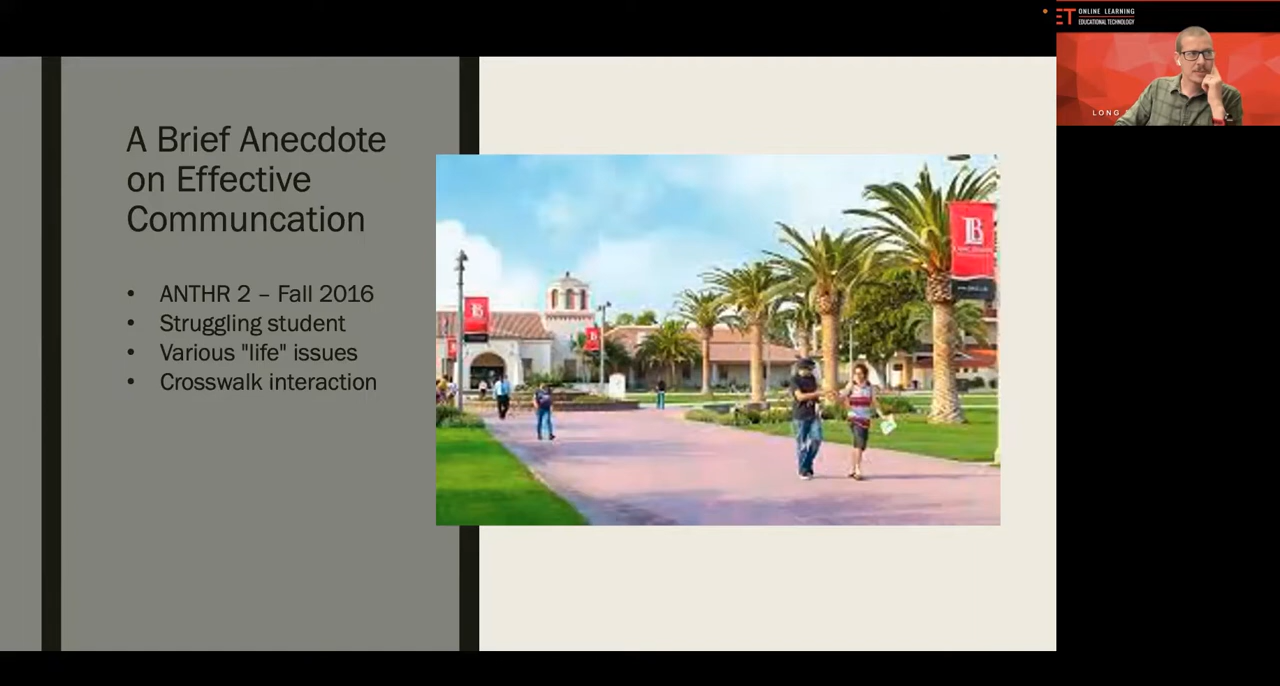 A Brief Anecdote
on Effective
Communcation
• ANTHR 2 – Fall 2016
• Struggling student
• Various "life" issues
• Crosswalk interaction
LB
ET ONLINE LEARNING
EDUCATIONAL TECHNOLOGY
LONG